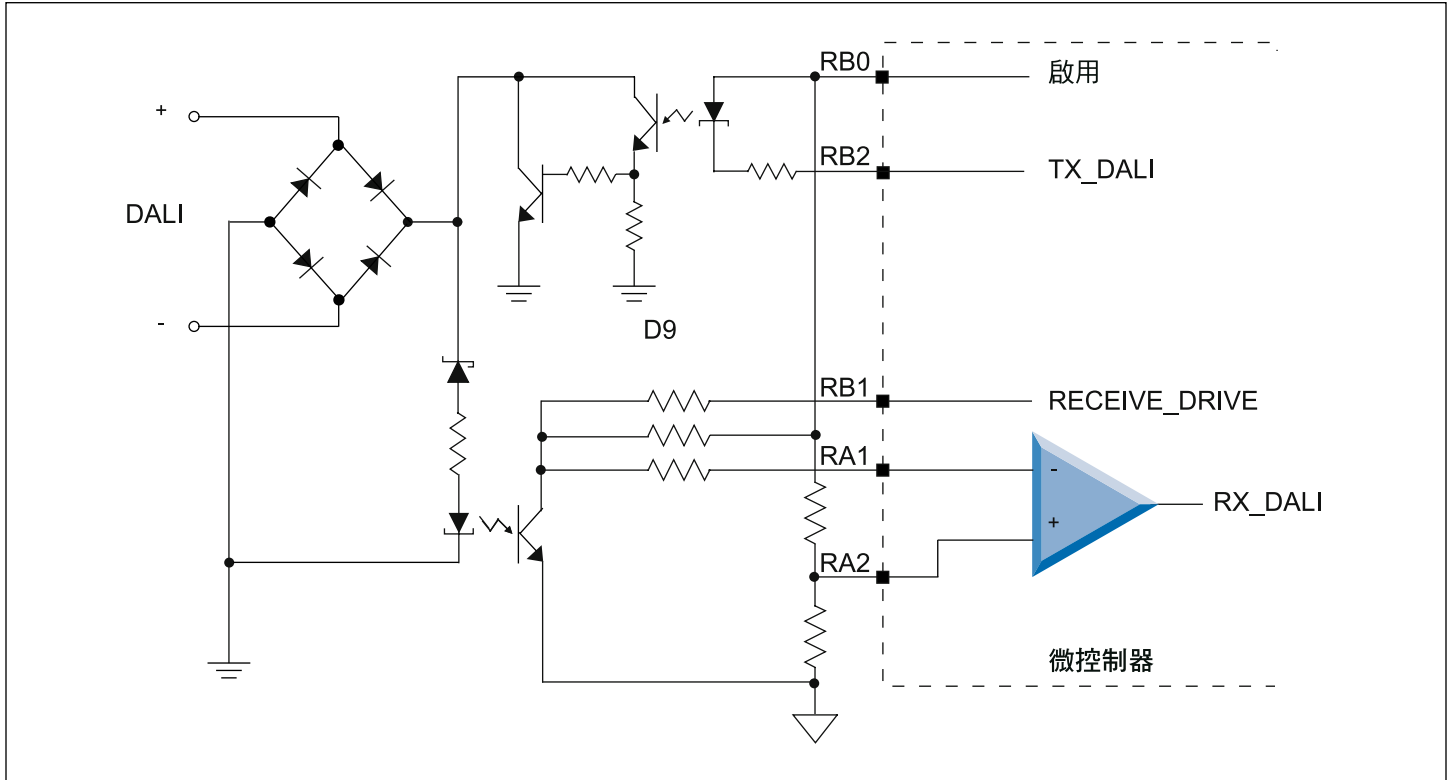 RB0
啟用
+
RB2
TX_DALI
DALI
-
D9
RB1
RECEIVE_DRIVE
RA1
-
RX_DALI
+
RA2
微控制器